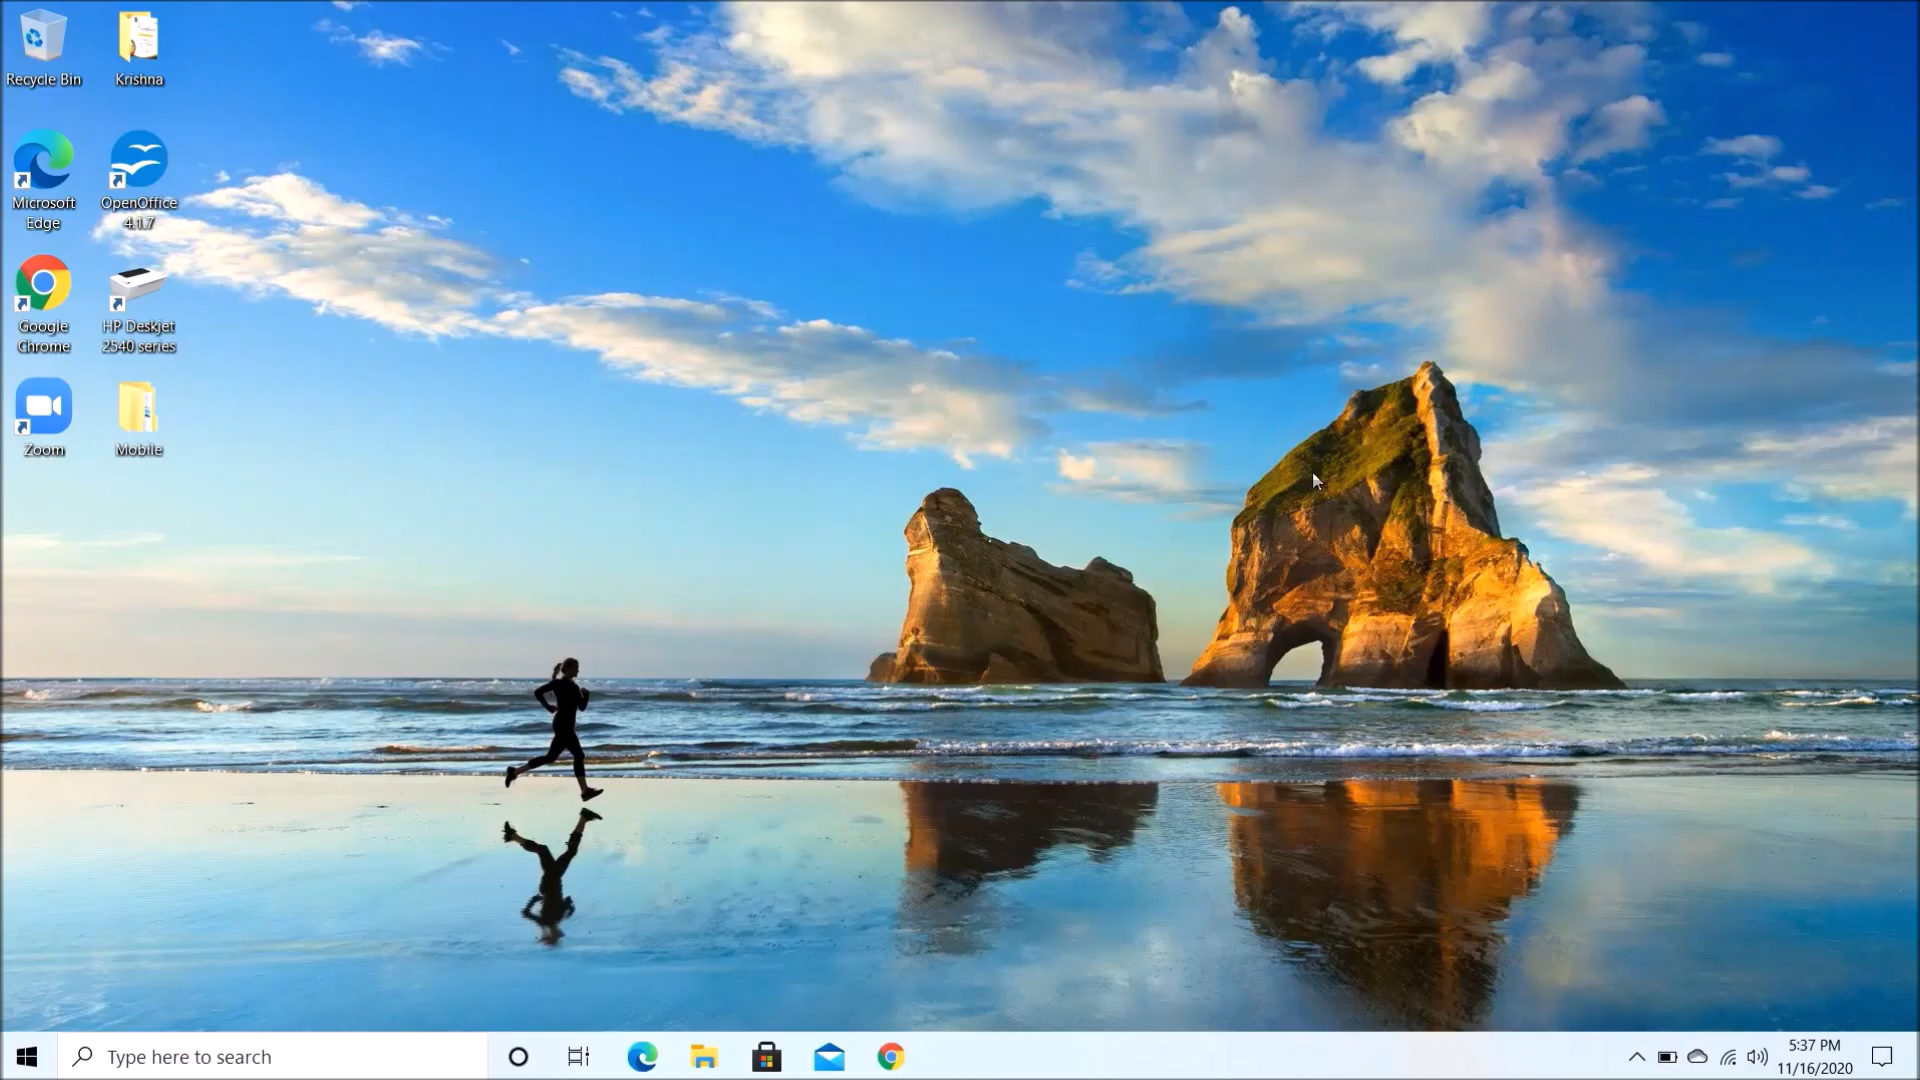 Recycle Bin
Krishna
Microsoft
Edge
OpenOffice
4.1.7
Google
Chrome
HP Deskjet
2540 series
Zoom
Mobile
Type here to search
5:37 PM
11/16/2020